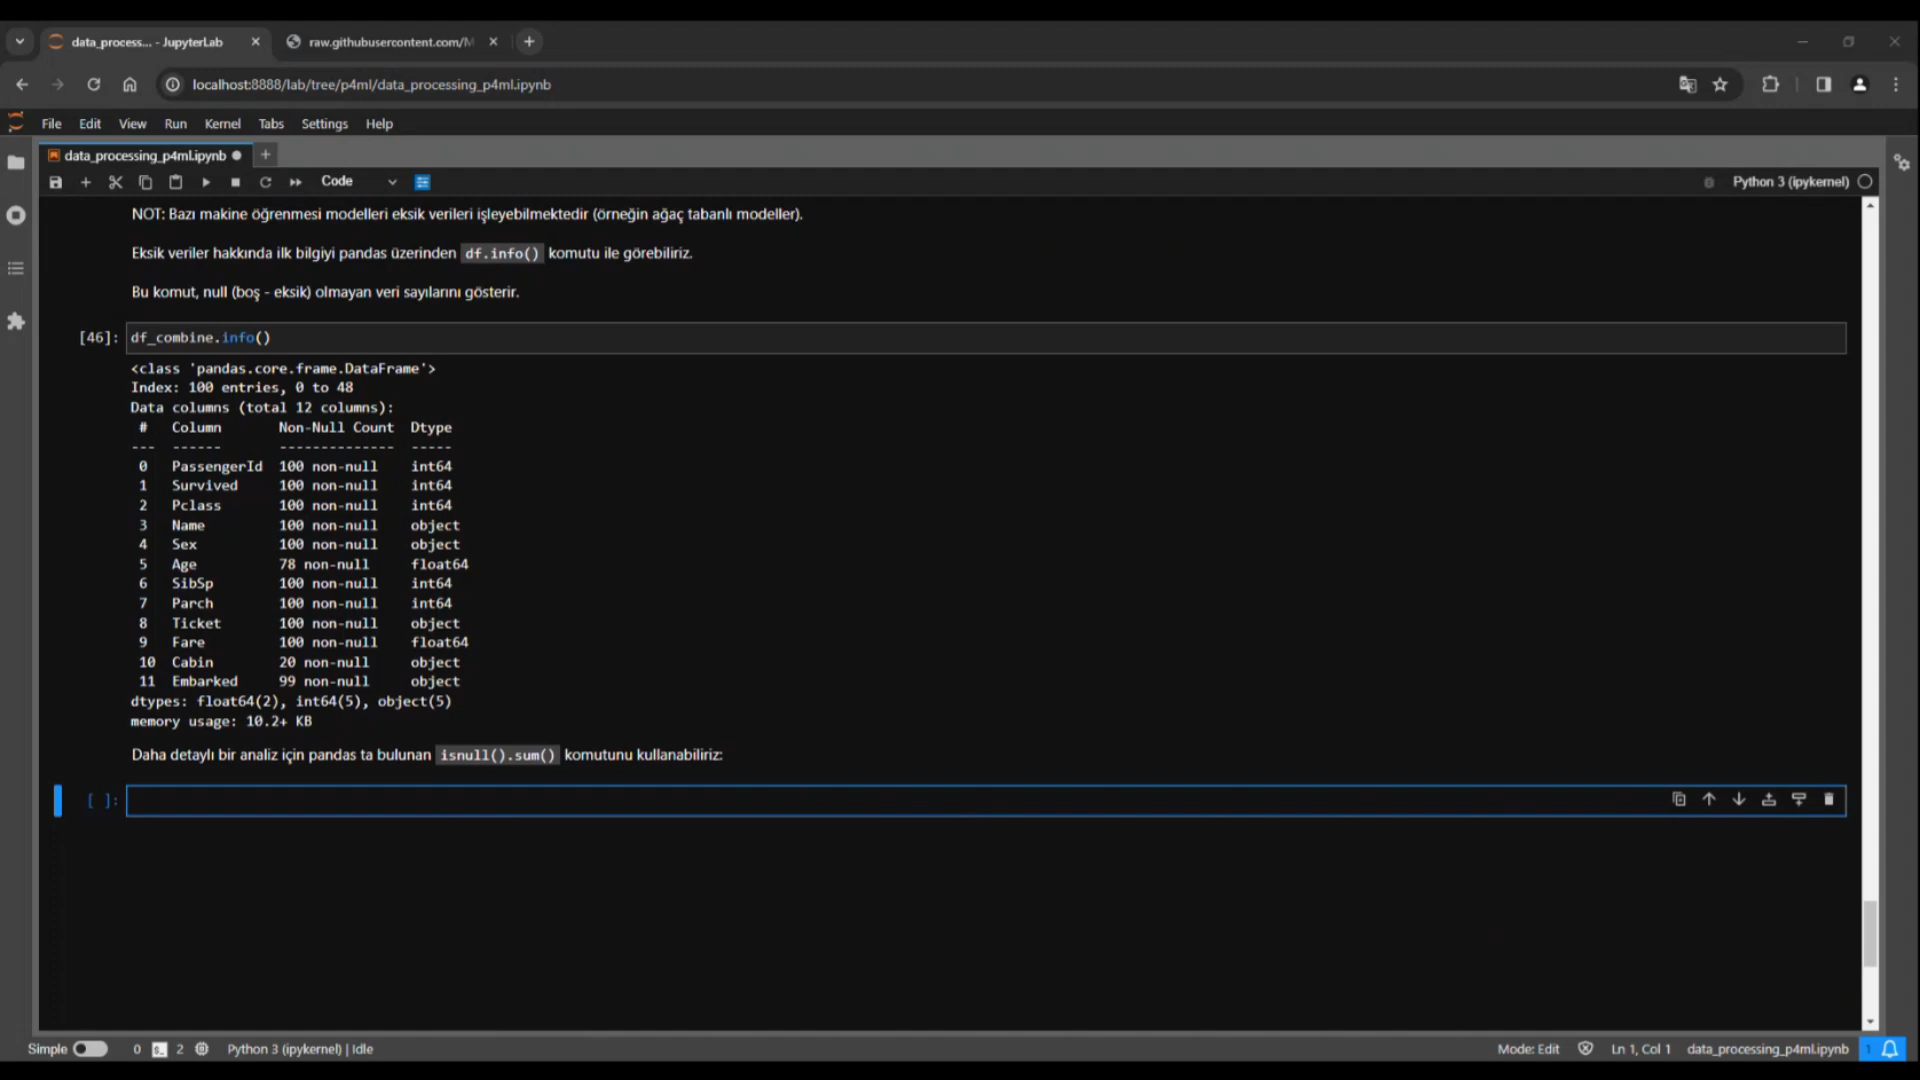 data_process... - JupyterLab
raw.githubusercontent.com/M
localhost:8888/lab/tree/p4ml/data_processing_p4ml.ipynb
File Edit View Run Kernel Tabs Settings Help
data_processing_p4ml.ipynb
Code
Python 3 (ipykernel)
NOT: Bazı makine öğrenmesi modelleri eksik verileri işleyebilmektedir (örneğin ağaç tabanlı modeller).
Eksik veriler hakkında ilk bilgiyi pandas üzerinden df.info() komutu ile görebiliriz.
Bu komut, null (boş - eksik) olmayan veri sayılarını gösterir.
[46]: df_combine.info()
<class 'pandas.core.frame.DataFrame'>
Index: 100 entries, 0 to 48
Data columns (total 12 columns):
# Column Non-Null Count Dtype
--- ------ -------------- -----
0 PassengerId 100 non-null int64
1 Survived 100 non-null int64
2 Pclass 100 non-null int64
3 Name 100 non-null object
4 Sex 100 non-null object
5 Age 78 non-null float64
6 SibSp 100 non-null int64
7 Parch 100 non-null int64
8 Ticket 100 non-null object
9 Fare 100 non-null float64
10 Cabin 20 non-null object
11 Embarked 99 non-null object
dtypes: float64(2), int64(5), object(5)
memory usage: 10.2+ KB
Daha detaylı bir analiz için pandas ta bulunan isnull().sum() komutunu kullanabiliriz:
[ ]:
Simple 0 $_ 2 Python 3 (ipykernel) | Idle Mode: Edit Ln 1, Col 1 data_processing_p4ml.ipynb 1